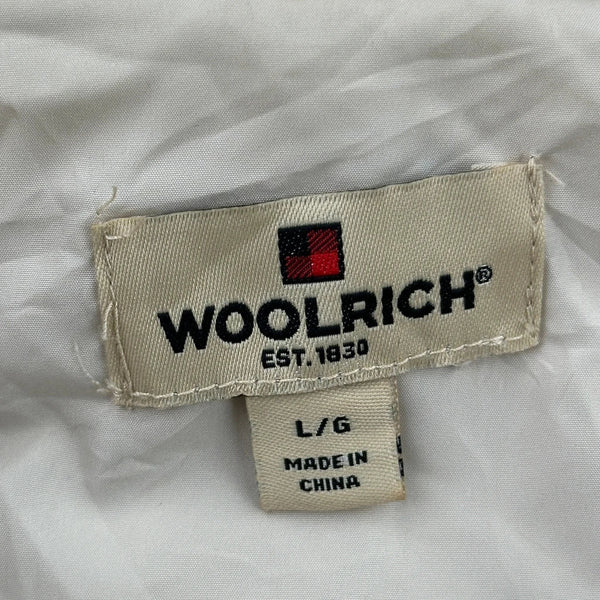 WOOLRICH®
EST. 1830
L/G
MADE IN
CHINA